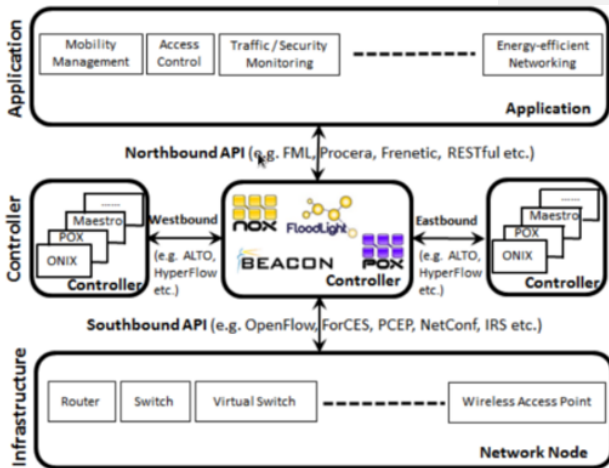 Application
Mobility Management
Access Control
Traffic / Security Monitoring
Energy-efficient Networking
Application
Northbound API (e.g. FML, Procera, Frenetic, RESTful etc.)
Controller
......
Maestro
POX
ONIX
Controller
Westbound
(e.g. ALTO,
HyperFlow
etc.)
NOX
FloodLight
BEACON
POX
Controller
Eastbound
(e.g. ALTO,
HyperFlow
etc.)
......
Maestro
POX
ONIX
Controller
Southbound API (e.g. OpenFlow, ForCES, PCEP, NetConf, IRS etc.)
Infrastructure
Router
Switch
Virtual Switch
Wireless Access Point
Network Node